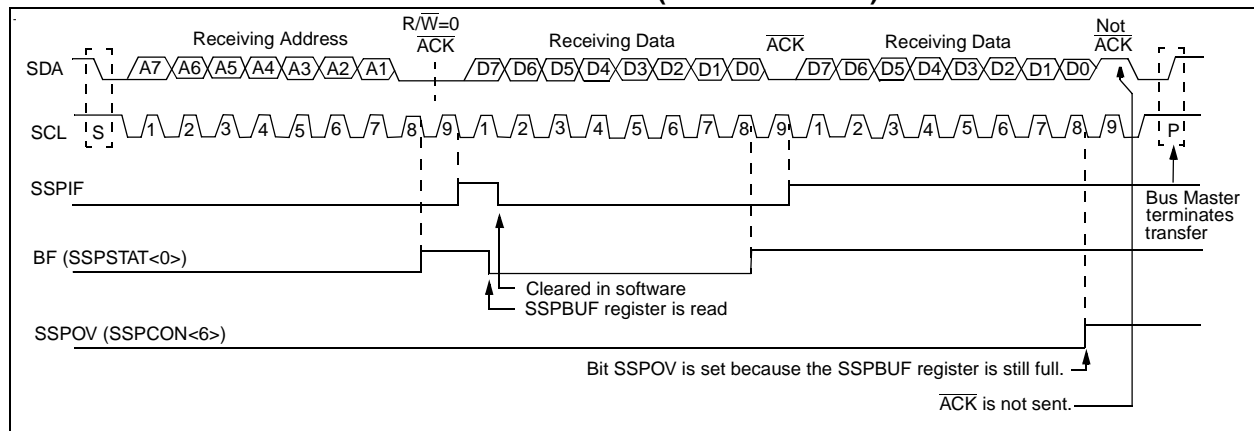 R/W=0
Receiving Address ACK Receiving Data ACK Receiving Data Not ACK
SDA A7 A6 A5 A4 A3 A2 A1 D7 D6 D5 D4 D3 D2 D1 D0 D7 D6 D5 D4 D3 D2 D1 D0
SCL S 1 2 3 4 5 6 7 8 9 1 2 3 4 5 6 7 8 9 1 2 3 4 5 6 7 8 9 P
SSPIF
Bus Master
terminates
transfer
BF (SSPSTAT<0>)
Cleared in software
SSPBUF register is read
SSPOV (SSPCON<6>)
Bit SSPOV is set because the SSPBUF register is still full.
ACK is not sent.